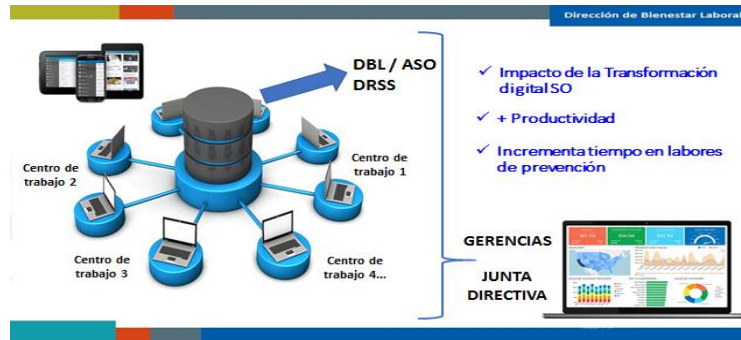 Dirección de Bienestar Laboral
DBL / ASO
DRSS
Centro de
trabajo 2
Centro de
trabajo 1
Centro de
trabajo 3
Centro de
trabajo 4...
✓ Impacto de la Transformación
digital SO
✓ + Productividad
✓ Incrementa tiempo en labores
de prevención
GERENCIAS
JUNTA
DIRECTIVA